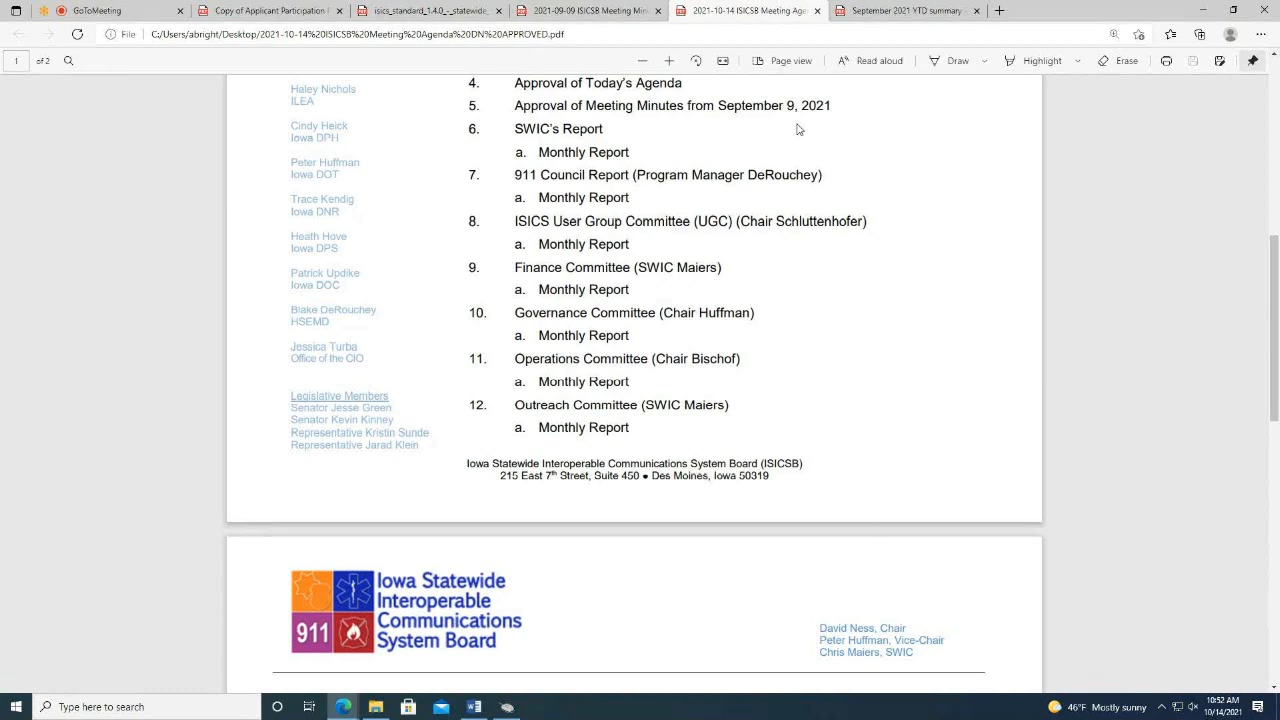 GoToMeeting
Copy of Agency_Statistics_1.40_-
2021-09-09 ISICSB Meeting Min
2021-10-14 ISICSB Meeting Agen
2021-09 September ISICSB MSR.p
2021 September 911 YTD summary
File C:/Users/abright/Desktop/2021-10-14%20ISICSB%20Meeting%20Agenda%20DN%20APPROVED.pdf
1 of 2
Page view
Read aloud
Draw
Highlight
Erase
Haley Nichols
ILEA
Cindy Heick
Iowa DPH
Peter Huffman
Iowa DOT
Trace Kendig
Iowa DNR
Heath Hove
Iowa DPS
Patrick Updike
Iowa DOC
Blake DeRouchey
HSEMD
Jessica Turba
Office of the CIO
Legislative Members
Senator Jesse Green
Senator Kevin Kinney
Representative Kristin Sunde
Representative Jarad Klein
4. Approval of Today's Agenda
5. Approval of Meeting Minutes from September 9, 2021
6. SWIC's Report
a. Monthly Report
7. 911 Council Report (Program Manager DeRouchey)
a. Monthly Report
8. ISICS User Group Committee (UGC) (Chair Schluttenhofer)
a. Monthly Report
9. Finance Committee (SWIC Maiers)
a. Monthly Report
10. Governance Committee (Chair Huffman)
a. Monthly Report
11. Operations Committee (Chair Bischof)
a. Monthly Report
12. Outreach Committee (SWIC Maiers)
a. Monthly Report
Iowa Statewide Interoperable Communications System Board (ISICSB)
215 East 7th Street, Suite 450 ● Des Moines, Iowa 50319
911
Iowa Statewide
Interoperable
Communications
System Board
David Ness, Chair
Peter Huffman, Vice-Chair
Chris Maiers, SWIC
Type here to search
46°F Mostly sunny
10:52 AM
10/14/2021